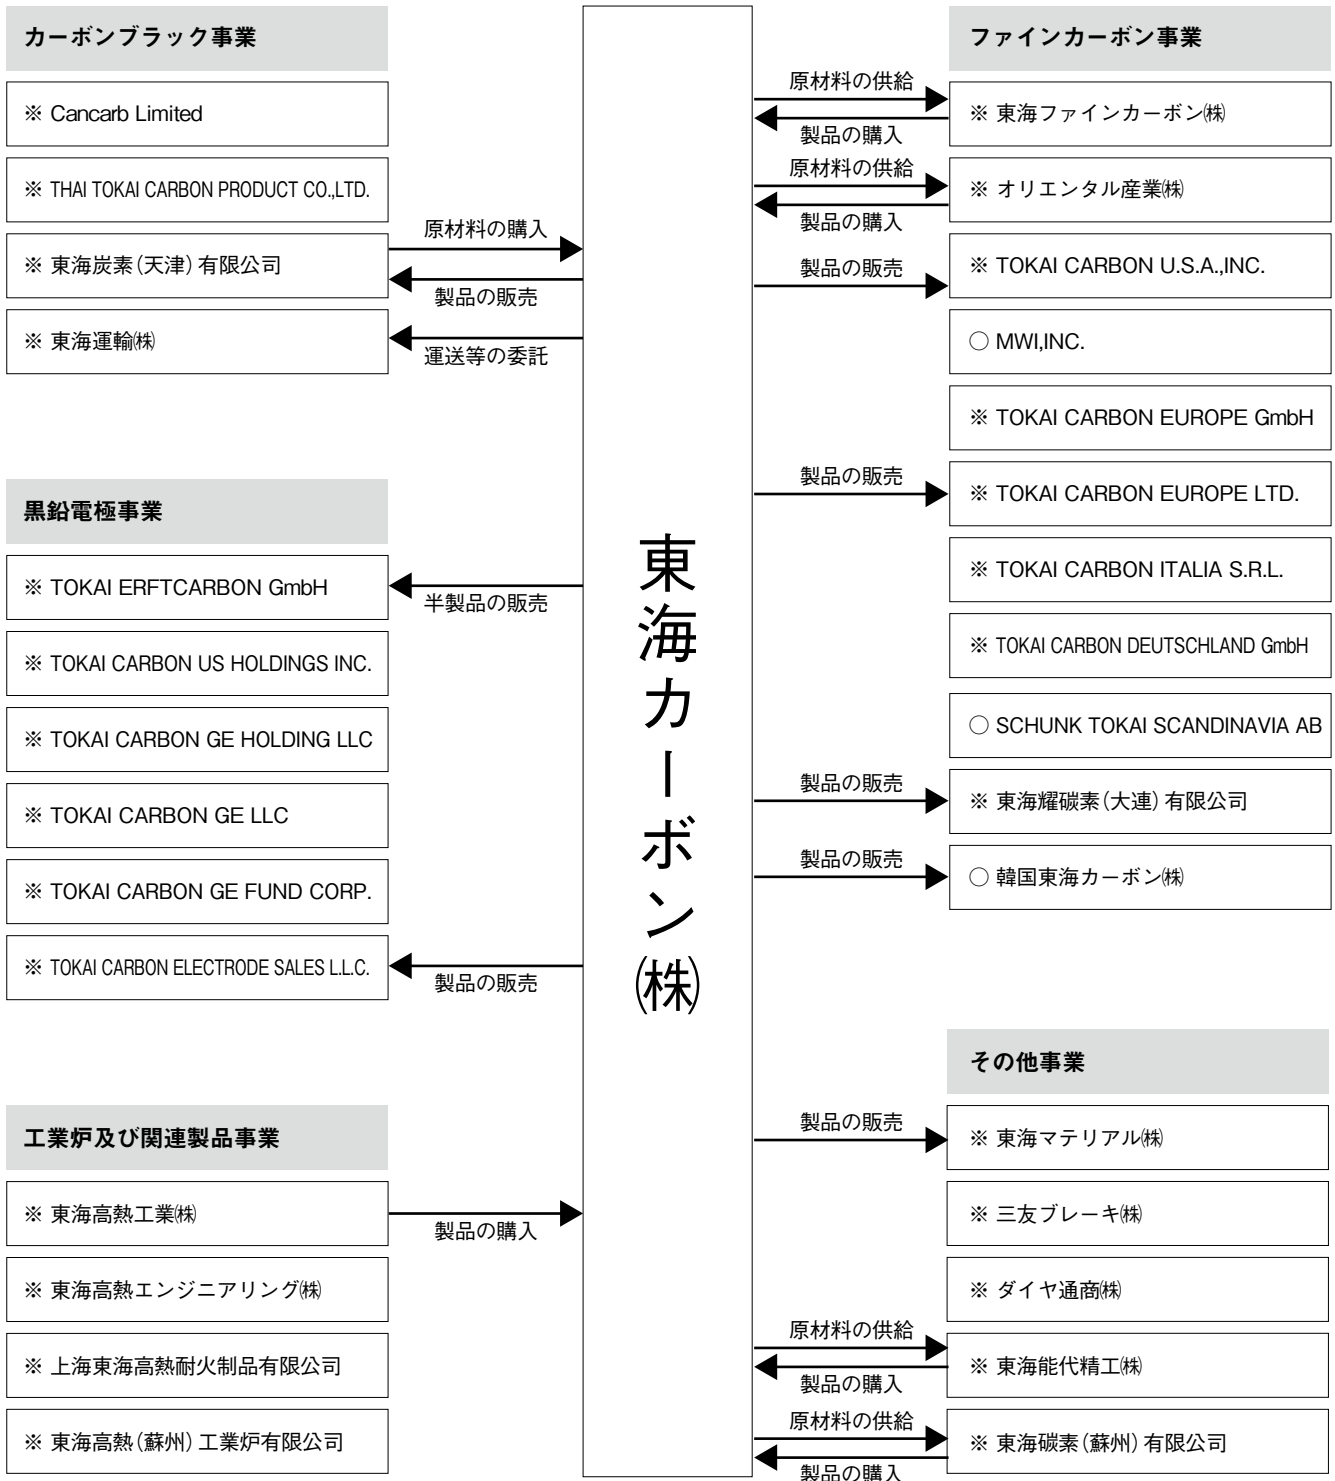 カーボンブラック事業
※ Cancarb Limited
※ THAI TOKAI CARBON PRODUCT CO.,LTD.
※ 東海炭素(天津)有限公司
※ 東海運輸㈱
原材料の購入
製品の販売
運送等の委託
黒鉛電極事業
※ TOKAI ERFTCARBON GmbH
※ TOKAI CARBON US HOLDINGS INC.
※ TOKAI CARBON GE HOLDING LLC
※ TOKAI CARBON GE LLC
※ TOKAI CARBON GE FUND CORP.
※ TOKAI CARBON ELECTRODE SALES L.L.C.
半製品の販売
製品の販売
工業炉及び関連製品事業
※ 東海高熱工業㈱
※ 東海高熱エンジニアリング㈱
※ 上海東海高熱耐火制品有限公司
※ 東海高熱(蘇州)工業炉有限公司
製品の購入
東海カーボン㈱
ファインカーボン事業
原材料の供給
※ 東海ファインカーボン㈱
製品の購入
原材料の供給
※ オリエンタル産業㈱
製品の購入
製品の販売
※ TOKAI CARBON U.S.A.,INC.
○ MWI,INC.
※ TOKAI CARBON EUROPE GmbH
製品の販売
※ TOKAI CARBON EUROPE LTD.
※ TOKAI CARBON ITALIA S.R.L.
※ TOKAI CARBON DEUTSCHLAND GmbH
○ SCHUNK TOKAI SCANDINAVIA AB
製品の販売
※ 東海耀碳素(大連)有限公司
製品の販売
○ 韓国東海カーボン㈱
その他事業
製品の販売
※ 東海マテリアル㈱
※ 三友ブレーキ㈱
※ ダイヤ通商㈱
原材料の供給
※ 東海能代精工㈱
製品の購入
原材料の供給
※ 東海碳素(蘇州)有限公司
製品の購入